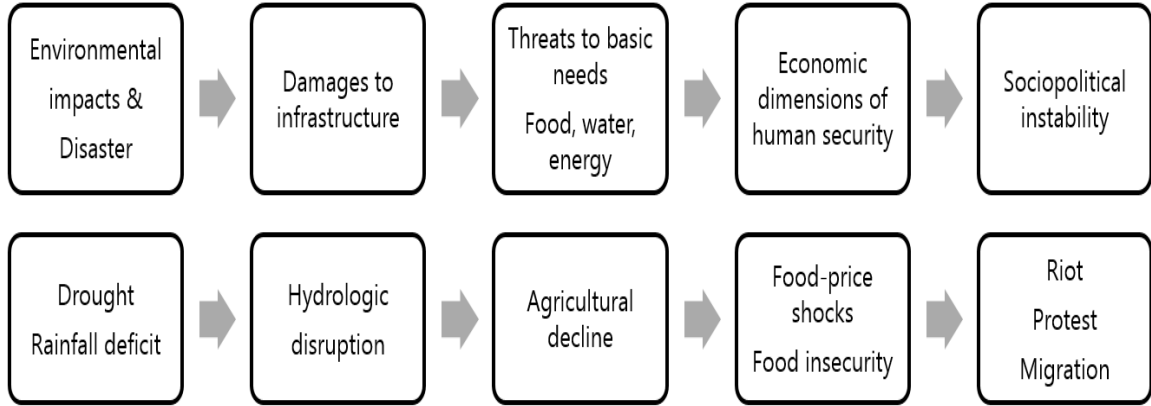 Environmental
impacts &
Disaster
Damages to
infrastructure
Threats to basic
needs
Food, water,
energy
Economic
dimensions of
human security
Sociopolitical
instability
Drought
Rainfall deficit
Hydrologic
disruption
Agricultural
decline
Food-price
shocks
Food insecurity
Riot
Protest
Migration